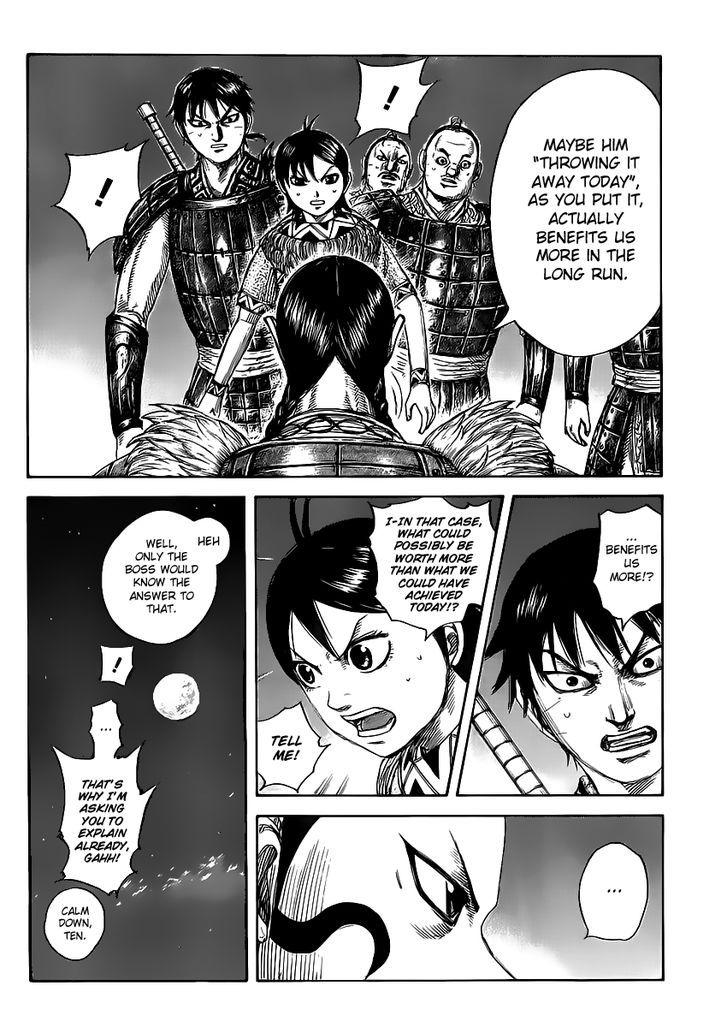 !
!
MAYBE HIM
"THROWING IT
AWAY TODAY",
AS YOU PUT IT,
ACTUALLY
BENEFITS US
MORE IN THE
LONG RUN.
...
BENEFITS
US
MORE!?
I-IN THAT CASE,
WHAT COULD
POSSIBLY BE
WORTH MORE
THAN WHAT WE
COULD HAVE
ACHIEVED
TODAY!?
TELL
ME!
...
HEH
WELL,
ONLY THE
BOSS WOULD
KNOW THE
ANSWER TO
THAT.
!
...
THAT'S
WHY I'M
ASKING
YOU TO
EXPLAIN
ALREADY,
GAHH!
CALM
DOWN,
TEN.